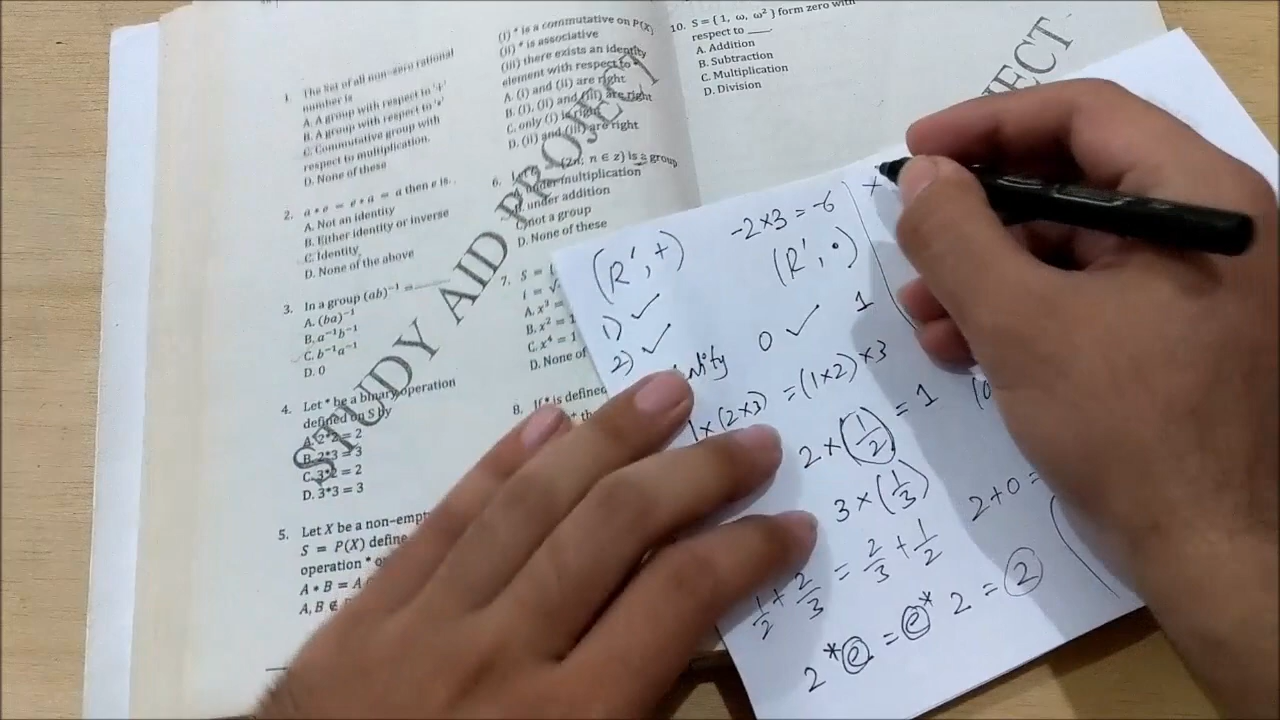 1. The Set of all non-zero rational
number is
A. A group with respect to '+'
B. A group with respect to '*'
C. Commutative group with
respect to multiplication.
D. None of these
2. a * e = e * a = a then e is.
A. Not an identity
B. Either identity or inverse
C. Identity
D. None of the above
3. In a group (ab)⁻¹ =
A. (ba)⁻¹
B. a⁻¹b⁻¹
C. b⁻¹a⁻¹
D. 0
4. Let * be a binary operation
defined on S by
A. 2*2 = 2
B. 2*3 = 3
C. 3*2 = 2
D. 3*3 = 3
5. Let X be a non-empt
S = P(X) define
operation *
A * B = A
A, B ∉
(i) * is a commutative on P(X)
(ii) * is associative
(iii) there exists an identity
element with respect to *
A. (i) and (ii) are right
B. (i), (ii) and (iii) are right
C. only (i) is right
D. (ii) and (iii) are right
6. {2n; n ∈ z} is a group
under multiplication
B. under addition
C. not a group
D. None of these
7. S =
i =
A. x³ =
B. x² = 1
C. x⁴ = 1
D. None of
8. If * is defined
* the
10. S = { 1, ω, ω² } form zero with
respect to ___.
A. Addition
B. Subtraction
C. Multiplication
D. Division
STUDY AID PROJECT
JECT
(R', +)
1) ✓
2) ✓
-2×3 = -6
(R', •)
0 ✓ 1
1×(2×3) = (1×2)×3
2×(1/2) = 1
3×(1/3)
2+0=
1/2 + 2/3 = 2/3 + 1/2
2 * e = e * 2 = 2